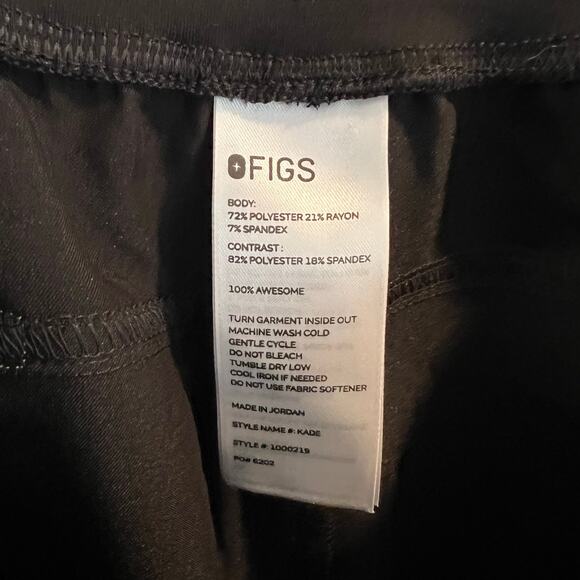 FIGS
BODY:
72% POLYESTER 21% RAYON
7% SPANDEX
CONTRAST :
82% POLYESTER 18% SPANDEX
100% AWESOME
TURN GARMENT INSIDE OUT
MACHINE WASH COLD
GENTLE CYCLE
DO NOT BLEACH
TUMBLE DRY LOW
COOL IRON IF NEEDED
DO NOT USE FABRIC SOFTENER
MADE IN JORDAN
STYLE NAME #: KADE
STYLE #: 1000219
PO# 6202